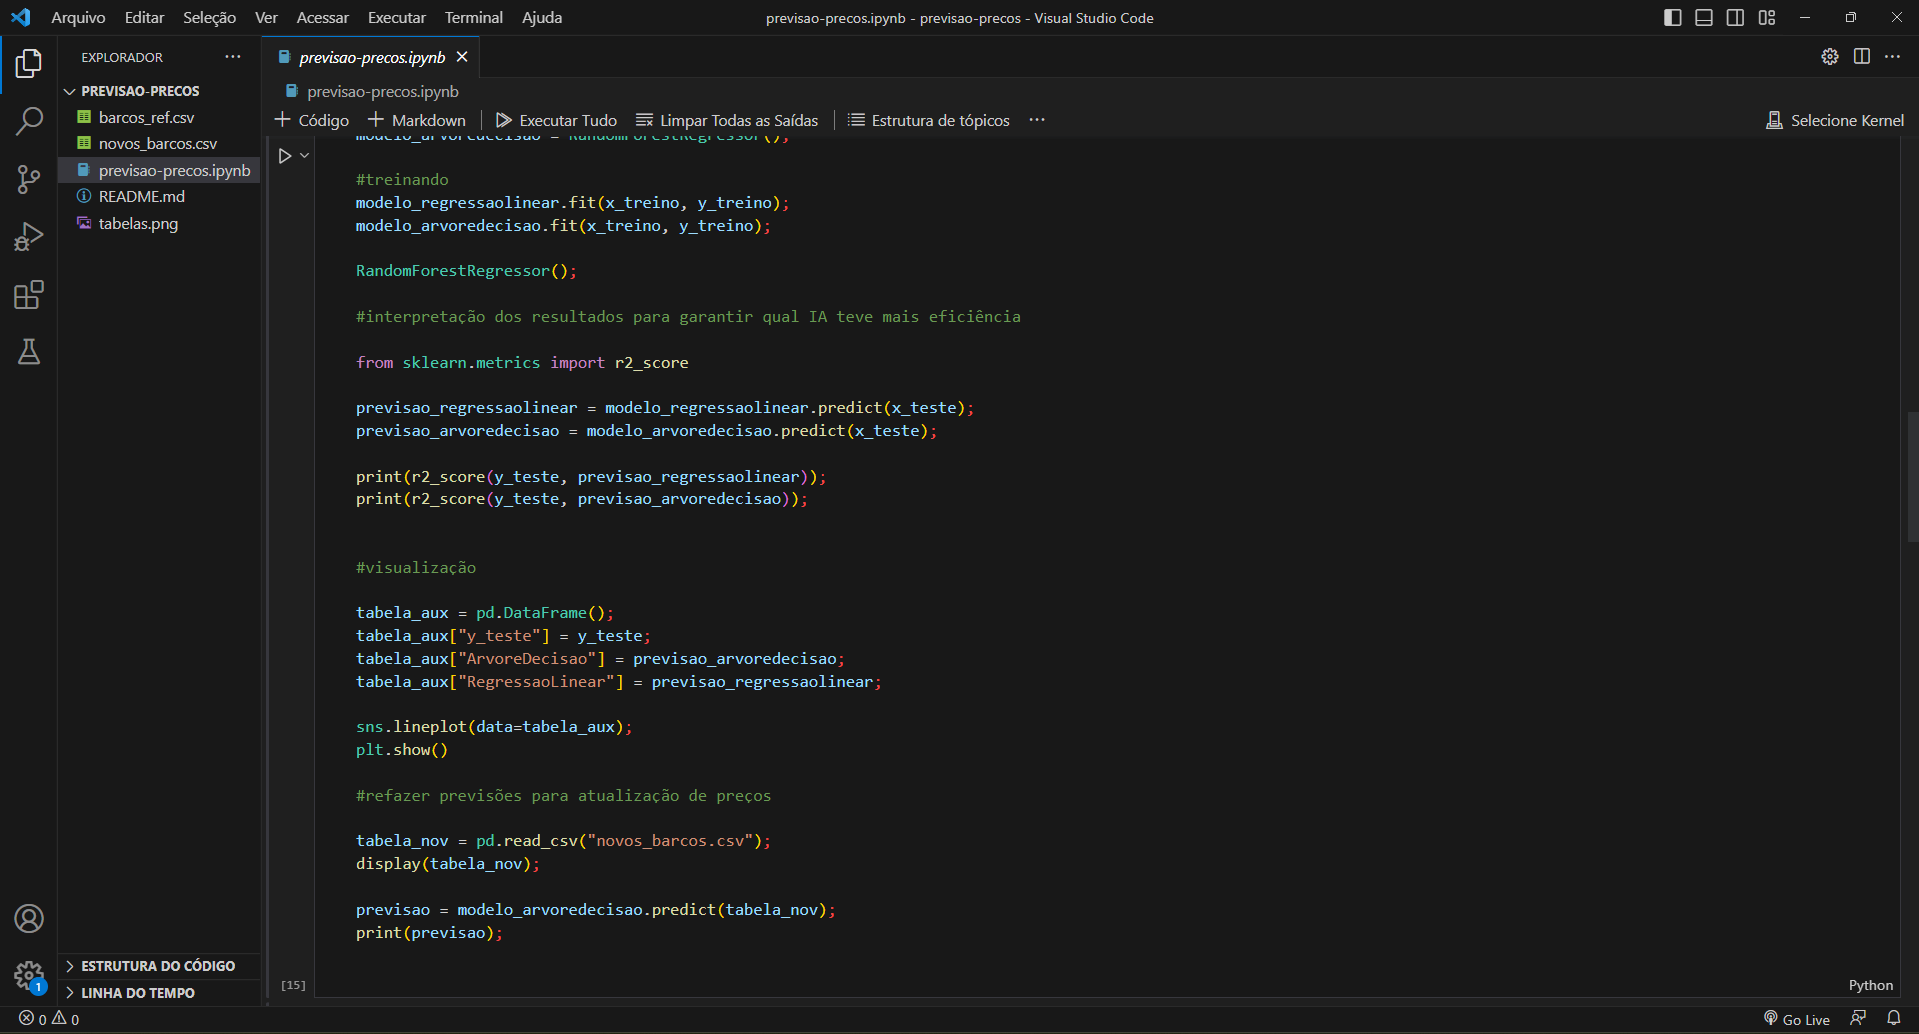 Arquivo Editar Seleção Ver Acessar Executar Terminal Ajuda
previsao-precos.ipynb - previsao-precos - Visual Studio Code
EXPLORADOR
PREVISAO-PRECOS
barcos_ref.csv
novos_barcos.csv
previsao-precos.ipynb
README.md
tabelas.png
ESTRUTURA DO CÓDIGO
LINHA DO TEMPO
previsao-precos.ipynb
previsao-precos.ipynb
Código Markdown Executar Tudo Limpar Todas as Saídas Estrutura de tópicos
Selecione Kernel
modelo_arvoredecisao = RandomForestRegressor();
#treinando
modelo_regressaolinear.fit(x_treino, y_treino);
modelo_arvoredecisao.fit(x_treino, y_treino);
RandomForestRegressor();
#interpretação dos resultados para garantir qual IA teve mais eficiência
from sklearn.metrics import r2_score
previsao_regressaolinear = modelo_regressaolinear.predict(x_teste);
previsao_arvoredecisao = modelo_arvoredecisao.predict(x_teste);
print(r2_score(y_teste, previsao_regressaolinear));
print(r2_score(y_teste, previsao_arvoredecisao));
#visualização
tabela_aux = pd.DataFrame();
tabela_aux["y_teste"] = y_teste;
tabela_aux["ArvoreDecisao"] = previsao_arvoredecisao;
tabela_aux["RegressaoLinear"] = previsao_regressaolinear;
sns.lineplot(data=tabela_aux);
plt.show()
#refazer previsões para atualização de preços
tabela_nov = pd.read_csv("novos_barcos.csv");
display(tabela_nov);
previsao = modelo_arvoredecisao.predict(tabela_nov);
print(previsao);
[15]
Python
1
0 0
Go Live